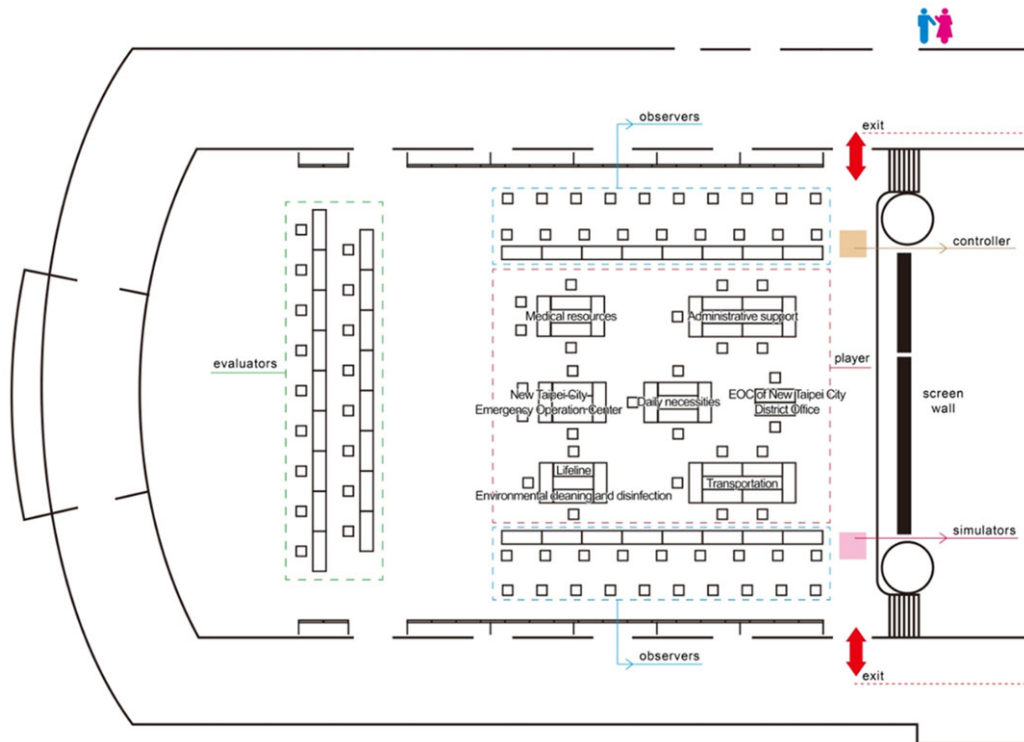 observers
exit
controller
Medical resources
Administrative support
evaluators
player
New Taipei City
Emergency Operation Center
Daily necessities
EOC of New Taipei City
District Office
screen
wall
Lifeline
Environmental cleaning and disinfection
Transportation
simulators
observers
exit